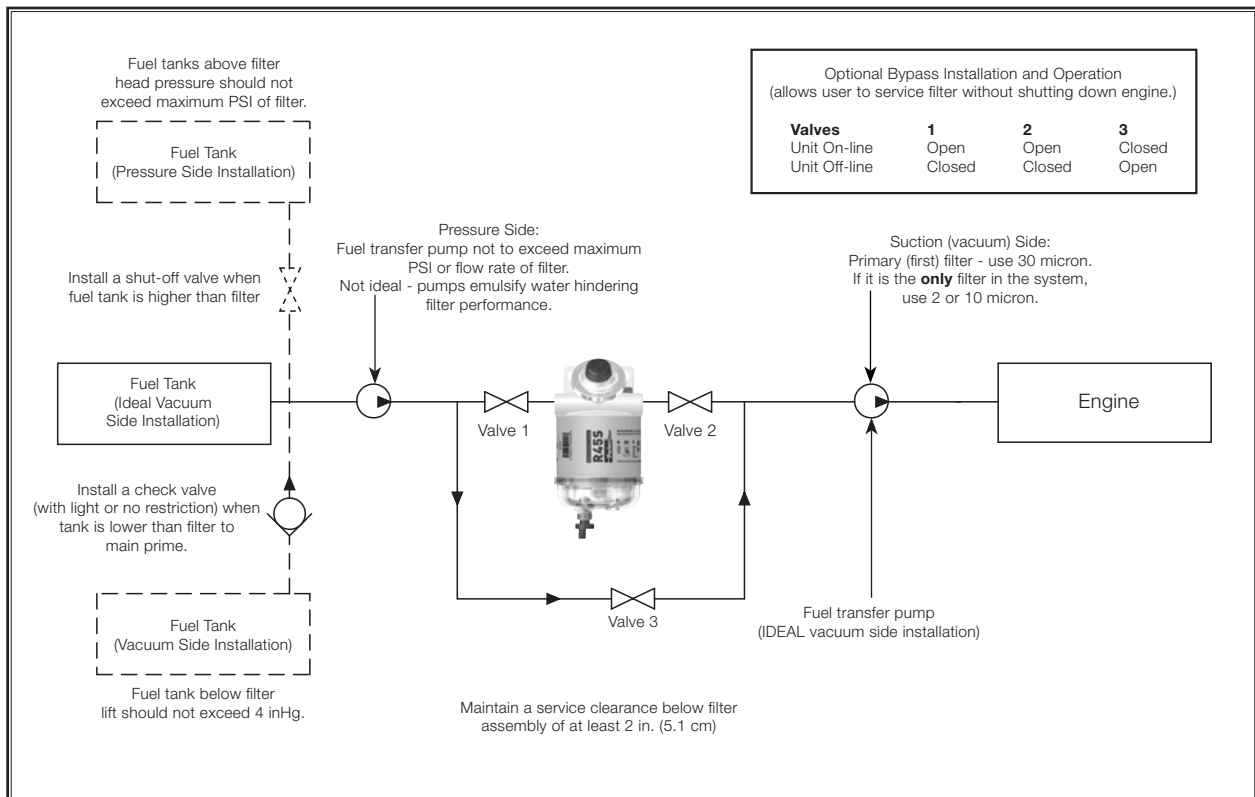 Fuel tanks above filter
head pressure should not
exceed maximum PSI of filter.
Fuel Tank
(Pressure Side Installation)
Optional Bypass Installation and Operation
(allows user to service filter without shutting down engine.)
Valves 1 2 3
Unit On-line Open Open Closed
Unit Off-line Closed Closed Open
Install a shut-off valve when
fuel tank is higher than filter
Pressure Side:
Fuel transfer pump not to exceed maximum
PSI or flow rate of filter.
Not ideal - pumps emulsify water hindering
filter performance.
Suction (vacuum) Side:
Primary (first) filter - use 30 micron.
If it is the only filter in the system,
use 2 or 10 micron.
Fuel Tank
(Ideal Vacuum
Side Installation)
Valve 1
R45S
Valve 2
Engine
Install a check valve
(with light or no restriction) when
tank is lower than filter to
main prime.
Valve 3
Fuel transfer pump
(IDEAL vacuum side installation)
Fuel Tank
(Vacuum Side Installation)
Fuel tank below filter
lift should not exceed 4 inHg.
Maintain a service clearance below filter
assembly of at least 2 in. (5.1 cm)